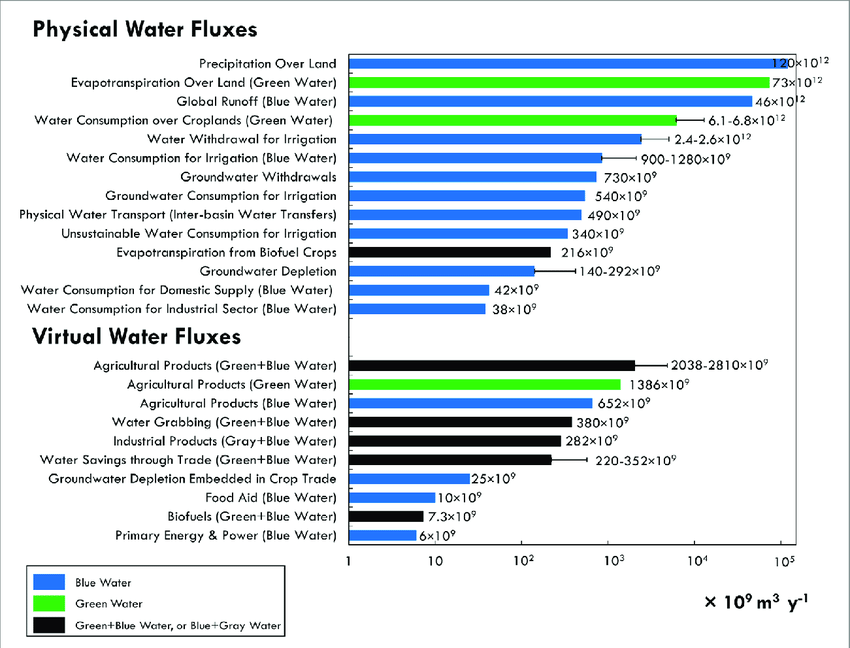 Physical Water Fluxes
Precipitation Over Land 120×10¹²
Evapotranspiration Over Land (Green Water) 73×10¹²
Global Runoff (Blue Water) 46×10¹²
Water Consumption over Croplands (Green Water) 6.1-6.8×10¹²
Water Withdrawal for Irrigation 2.4-2.6×10¹²
Water Consumption for Irrigation (Blue Water) 900-1280×10⁹
Groundwater Withdrawals 730×10⁹
Groundwater Consumption for Irrigation 540×10⁹
Physical Water Transport (Inter-basin Water Transfers) 490×10⁹
Unsustainable Water Consumption for Irrigation 340×10⁹
Evapotranspiration from Biofuel Crops 216×10⁹
Groundwater Depletion 140-292×10⁹
Water Consumption for Domestic Supply (Blue Water) 42×10⁹
Water Consumption for Industrial Sector (Blue Water) 38×10⁹
Virtual Water Fluxes
Agricultural Products (Green+Blue Water) 2038-2810×10⁹
Agricultural Products (Green Water) 1386×10⁹
Agricultural Products (Blue Water) 652×10⁹
Water Grabbing (Green+Blue Water) 380×10⁹
Industrial Products (Gray+Blue Water) 282×10⁹
Water Savings through Trade (Green+Blue Water) 220-352×10⁹
Groundwater Depletion Embedded in Crop Trade 25×10⁹
Food Aid (Blue Water) 10×10⁹
Biofuels (Green+Blue Water) 7.3×10⁹
Primary Energy & Power (Blue Water) 6×10⁹
1 10 10² 10³ 10⁴ 10⁵
× 10⁹ m³ y⁻¹
Blue Water
Green Water
Green+Blue Water, or Blue+Gray Water